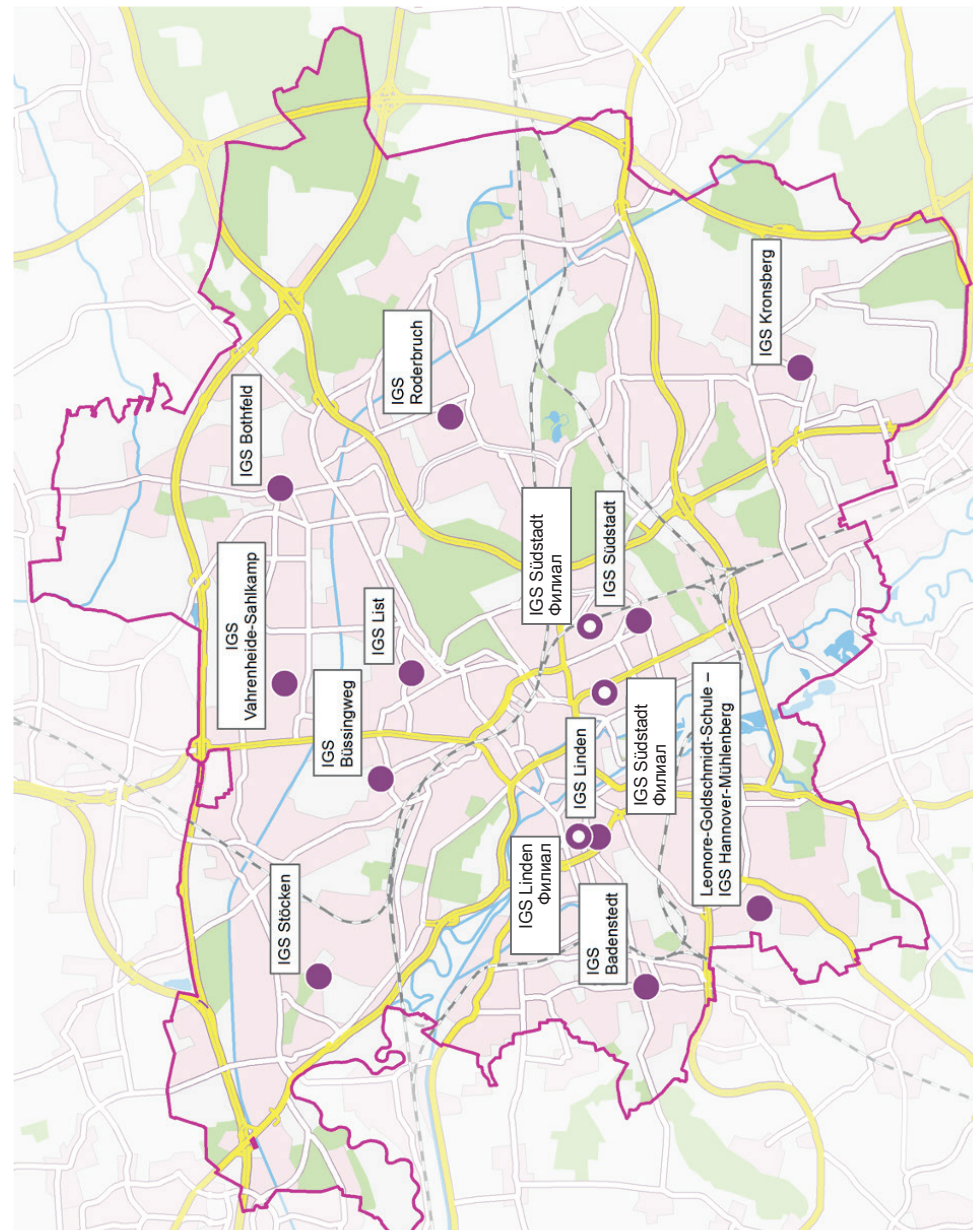 IGS Bothfeld
IGS
Vahrenheide-Sahlkamp
IGS
Roderbruch
IGS List
IGS
Büssingweg
IGS Stöcken
IGS Kronsberg
IGS Südstadt
Филиал
IGS Südstadt
IGS Linden
IGS Südstadt
Филиал
IGS Linden
Филиал
IGS
Badenstedt
Leonore-Goldschmidt-Schule –
IGS Hannover-Mühlenberg